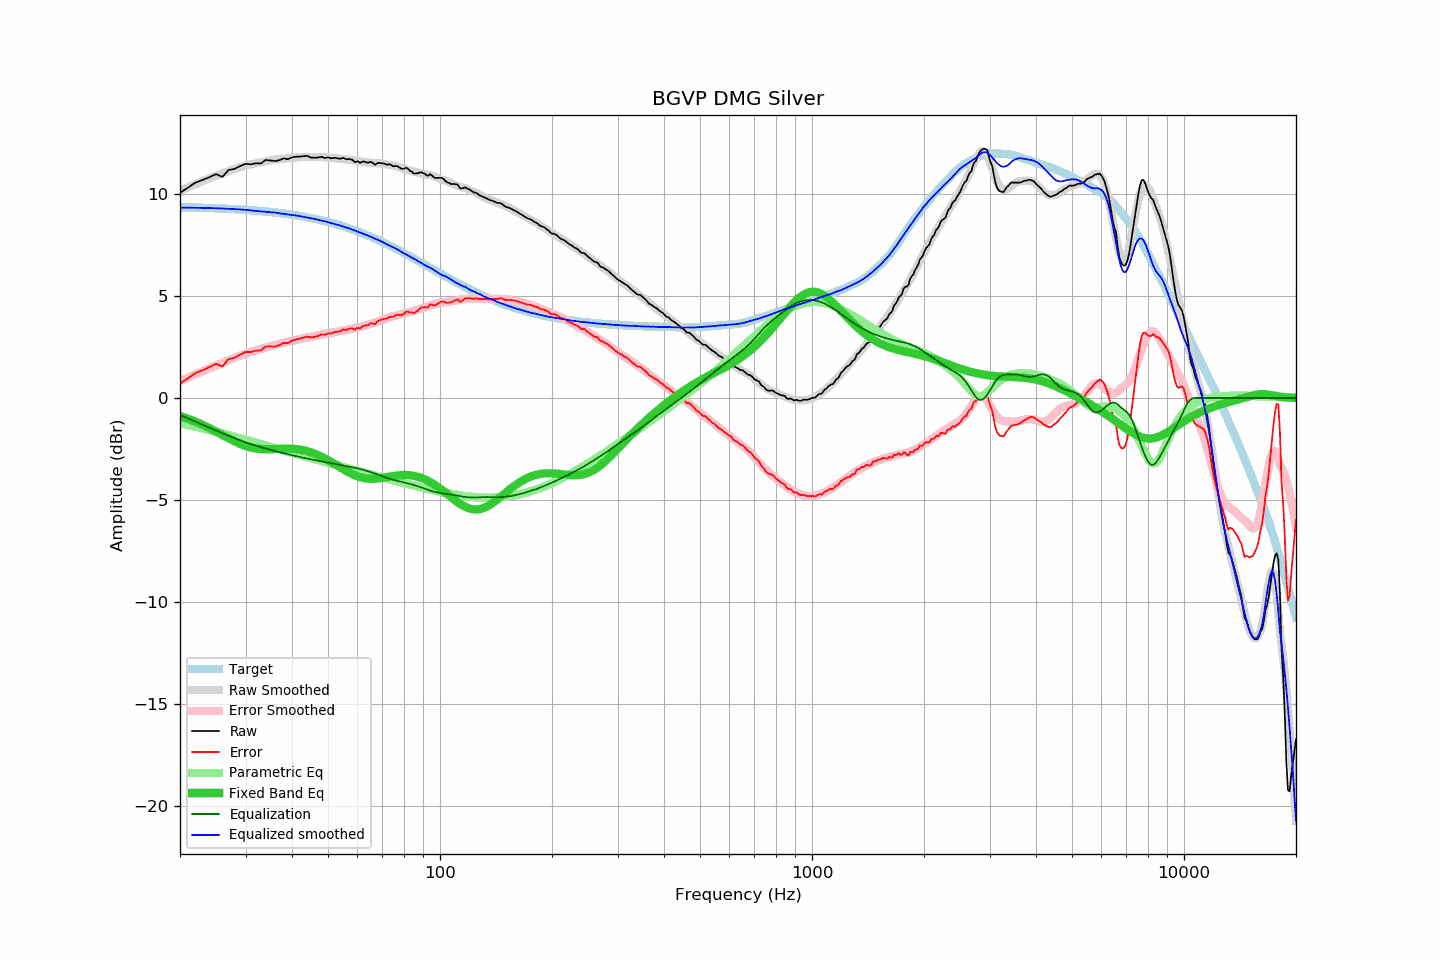 BGVP DMG Silver
Amplitude (dBr)
10
5
0
−5
−10
−15
−20
Target
Raw Smoothed
Error Smoothed
Raw
Error
Parametric Eq
Fixed Band Eq
Equalization
Equalized smoothed
100
1000
10000
Frequency (Hz)